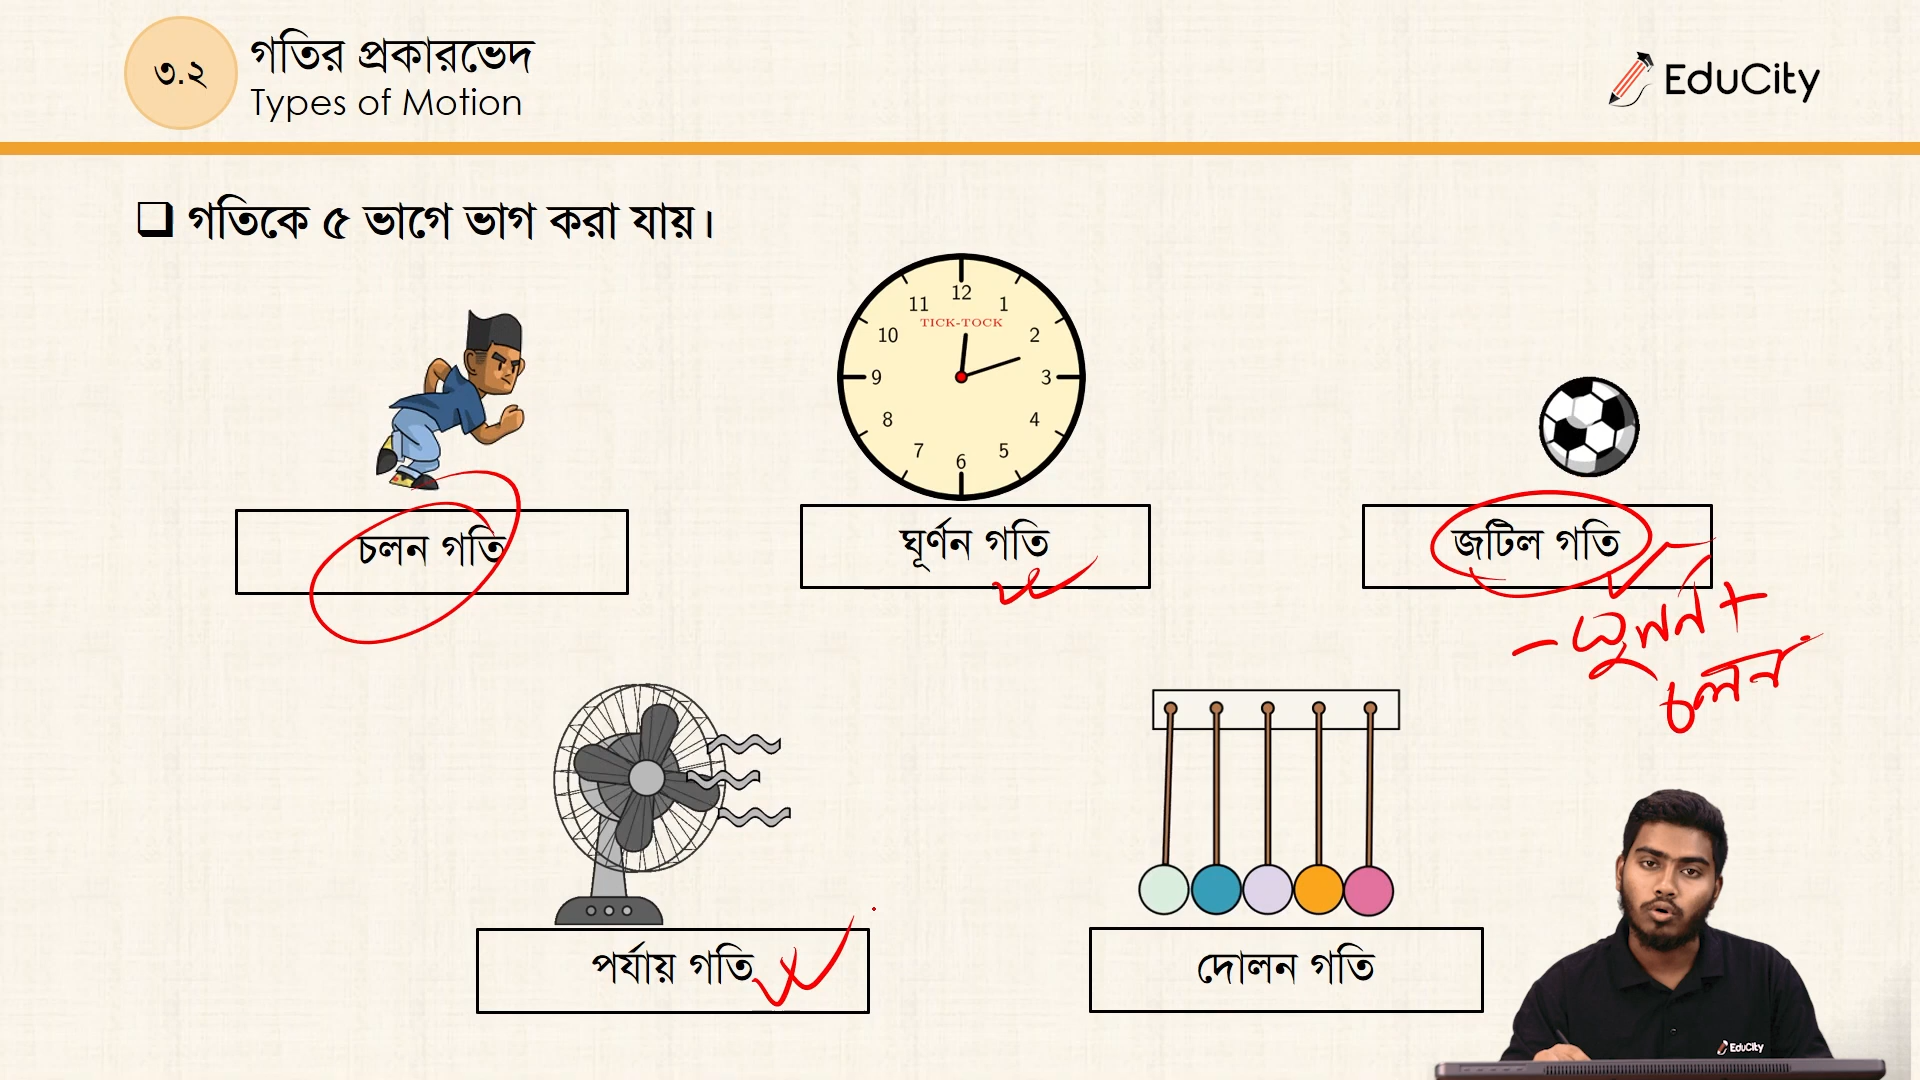 ৩.২
গতির প্রকারভেদ
Types of Motion
EduCity
গতিকে ৫ ভাগে ভাগ করা যায়।
12
11 1
TICK-TOCK
10 2
9 3
8 4
7 5
6
চলন গতি
ঘূর্ণন গতি
জটিল গতি
- ঘূর্ণন +
চলন
পর্যায় গতি
দোলন গতি
EduCity